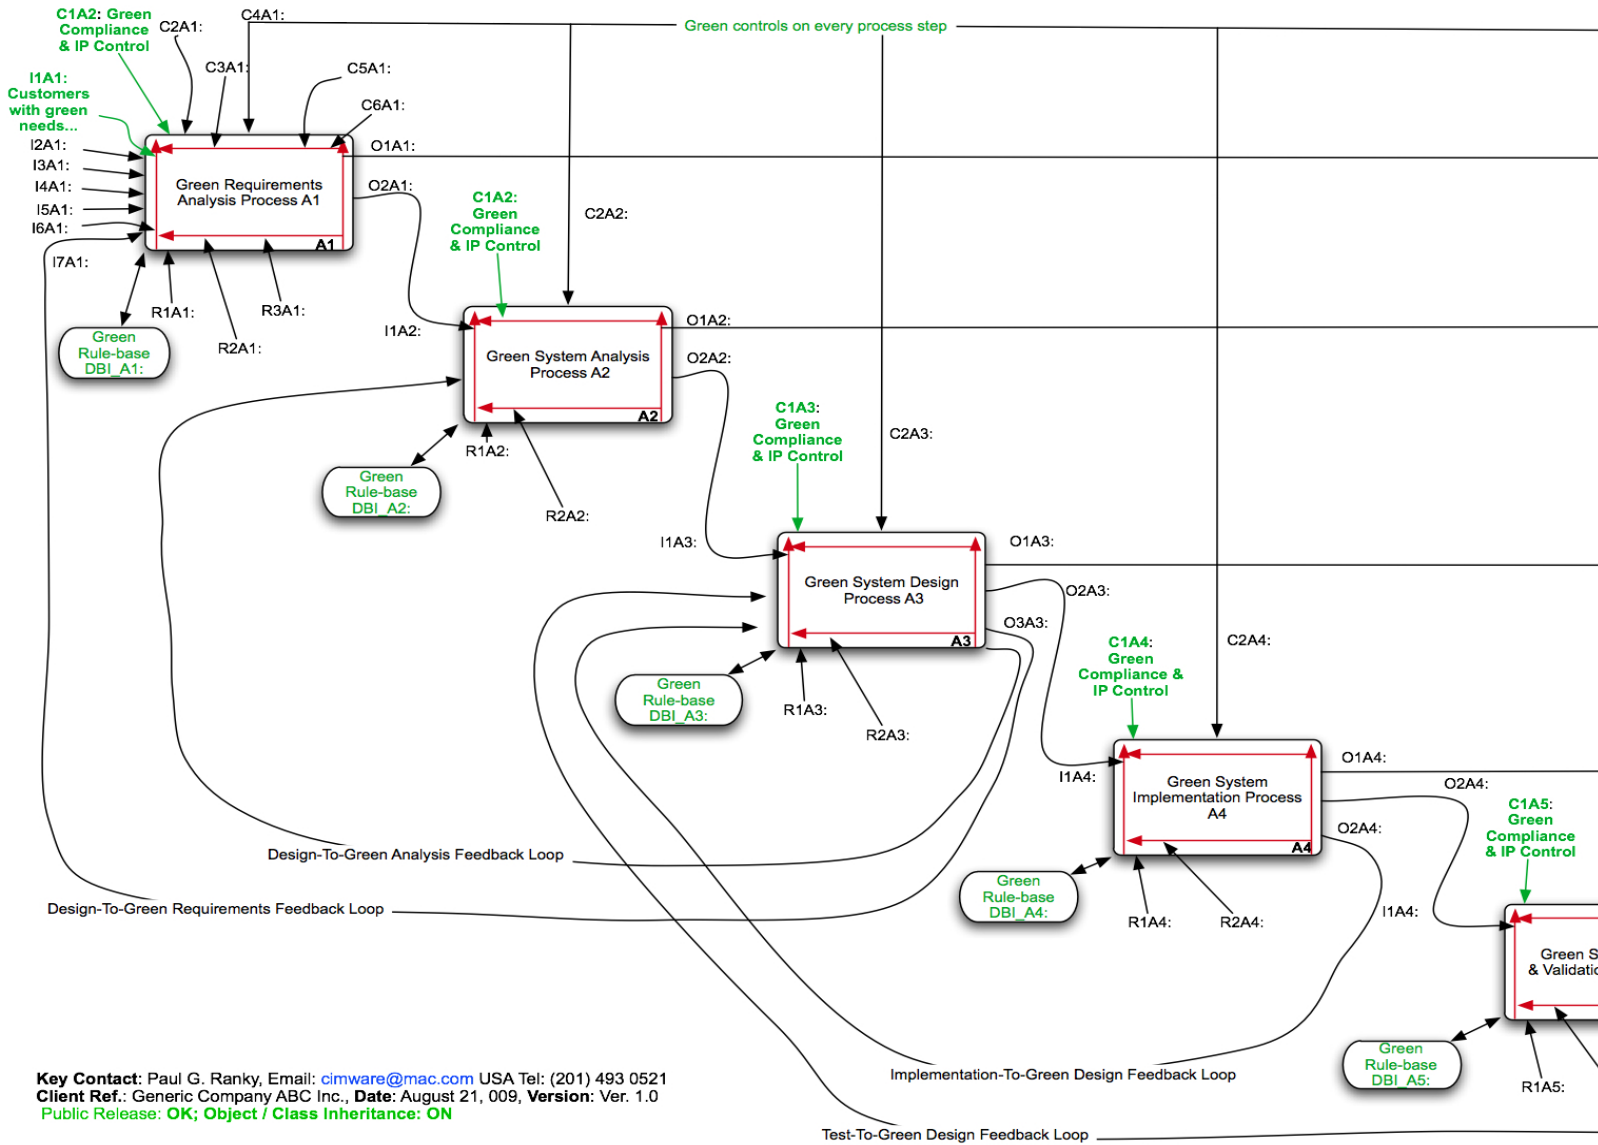 C1A2: Green
Compliance
& IP Control
C2A1:
C4A1:
Green controls on every process step
C3A1:
C5A1:
C6A1:
I1A1:
Customers
with green
needs...
I2A1:
I3A1:
I4A1:
I5A1:
I6A1:
I7A1:
O1A1:
O2A1:
Green Requirements
Analysis Process A1
A1
R1A1:
R2A1:
R3A1:
Green
Rule-base
DBI_A1:
C1A2:
Green
Compliance
& IP Control
C2A2:
I1A2:
O1A2:
O2A2:
Green System Analysis
Process A2
A2
R1A2:
R2A2:
Green
Rule-base
DBI_A2:
C1A3:
Green
Compliance
& IP Control
C2A3:
I1A3:
O1A3:
O2A3:
O3A3:
Green System Design
Process A3
A3
R1A3:
R2A3:
Green
Rule-base
DBI_A3:
C1A4:
Green
Compliance &
IP Control
C2A4:
I1A4:
O1A4:
O2A4:
O2A4:
Green System
Implementation Process
A4
A4
R1A4:
R2A4:
Green
Rule-base
DBI_A4:
C1A5:
Green
Compliance
& IP Control
I1A4:
Green S
& Validatio
R1A5:
Green
Rule-base
DBI_A5:
Design-To-Green Analysis Feedback Loop
Design-To-Green Requirements Feedback Loop
Implementation-To-Green Design Feedback Loop
Test-To-Green Design Feedback Loop
Key Contact: Paul G. Ranky, Email: cimware@mac.com USA Tel: (201) 493 0521
Client Ref.: Generic Company ABC Inc., Date: August 21, 009, Version: Ver. 1.0
Public Release: OK; Object / Class Inheritance: ON